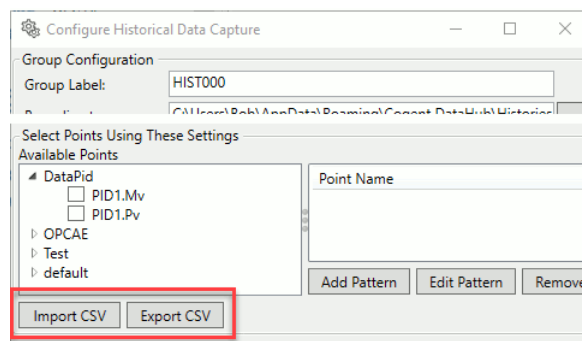 Configure Historical Data Capture
Group Configuration
Group Label: HIST000
C:\Users\Bob\AppData\Roaming\Cogent DataHub\Histories
Select Points Using These Settings
Available Points
DataPid
Point Name
PID1.Mv
PID1.Pv
OPCAE
Test
default
Add Pattern Edit Pattern Remove
Import CSV Export CSV